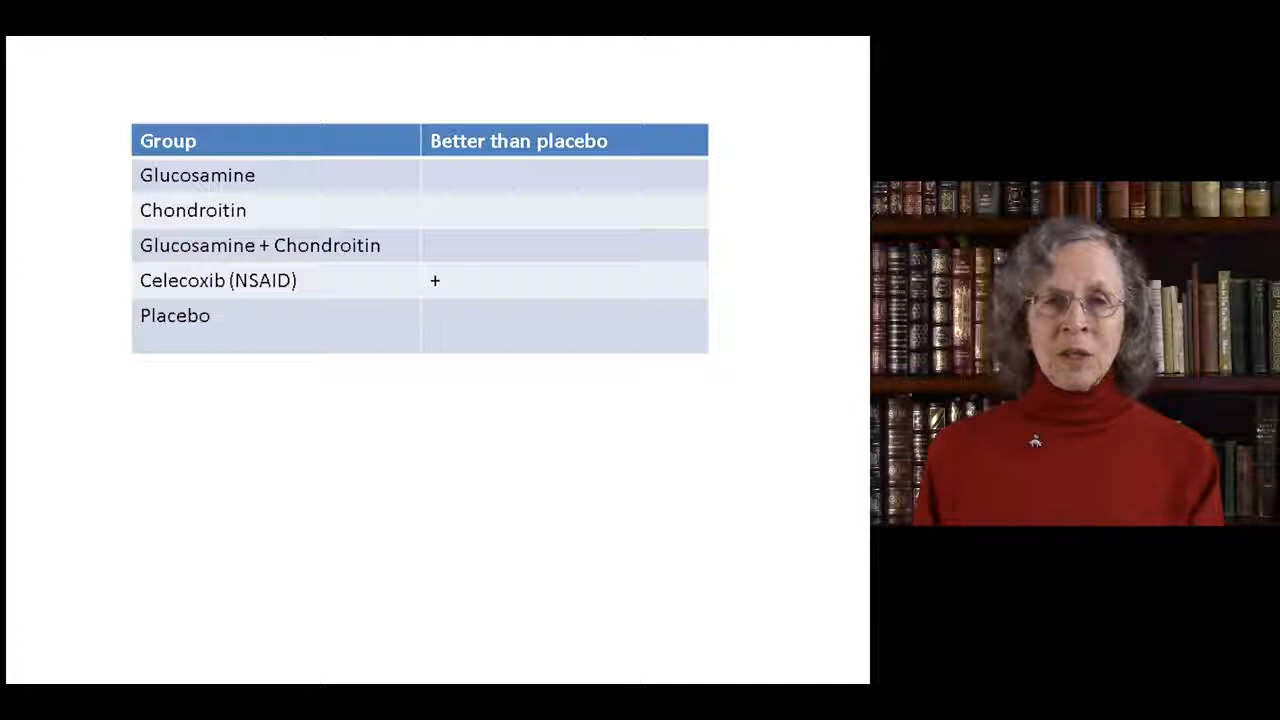 Group Better than placebo
Glucosamine
Chondroitin
Glucosamine + Chondroitin
Celecoxib (NSAID) +
Placebo